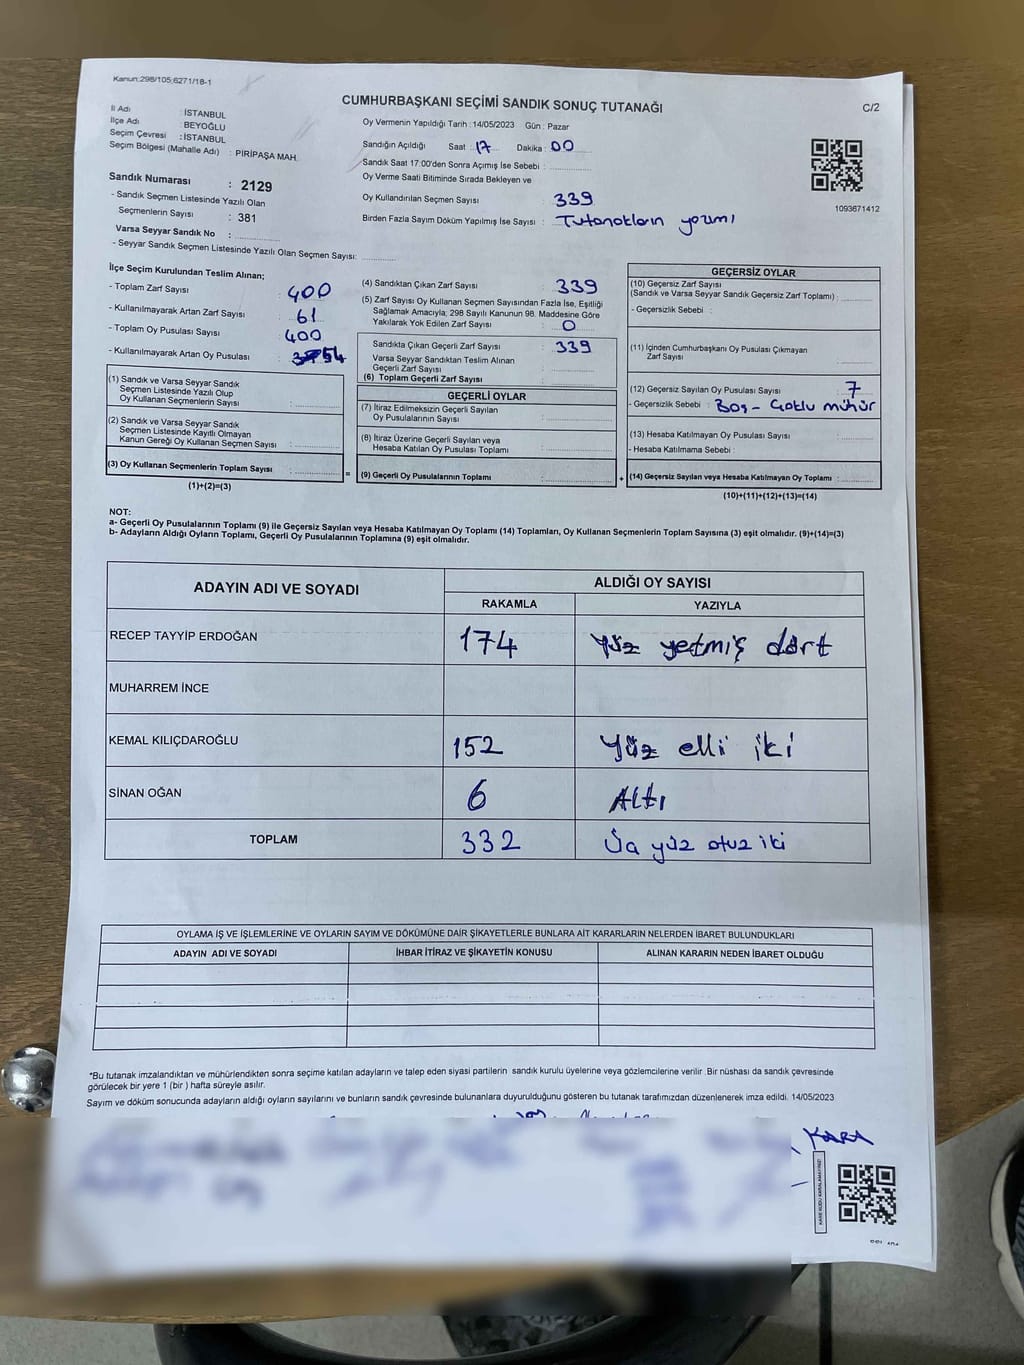 Kanun:298/105;6271/18-1
CUMHURBAŞKANI SEÇİMİ SANDIK SONUÇ TUTANAĞI
C/2
İl Adı : İSTANBUL
İlçe Adı : BEYOĞLU
Seçim Çevresi : İSTANBUL
Seçim Bölgesi (Mahalle Adı) : PİRİPAŞA MAH.
Sandık Numarası : 2129
- Sandık Seçmen Listesinde Yazılı Olan
Seçmenlerin Sayısı : 381
Varsa Seyyar Sandık No :
- Seyyar Sandık Seçmen Listesinde Yazılı Olan Seçmen Sayısı:
Oy Vermenin Yapıldığı Tarih : 14/05/2023 Gün : Pazar
Sandığın Açıldığı Saat 17 Dakika : 00
Sandık Saat 17:00'den Sonra Açımış İse Sebebi :
Oy Verme Saati Bitiminde Sırada Bekleyen ve
Oy Kullandırılan Seçmen Sayısı : 339
Birden Fazla Sayım Döküm Yapılmış İse Sayısı : Tutanakların yazımı
1093671412
İlçe Seçim Kurulundan Teslim Alınan;
- Toplam Zarf Sayısı : 400
- Kullanılmayarak Artan Zarf Sayısı : 61
- Toplam Oy Pusulası Sayısı : 400
- Kullanılmayarak Artan Oy Pusulası : 54
(1) Sandık ve Varsa Seyyar Sandık
Seçmen Listesinde Yazılı Olup
Oy Kullanan Seçmenlerin Sayısı :
(2) Sandık ve Varsa Seyyar Sandık
Seçmen Listesinde Kayıtlı Olmayan
Kanun Gereği Oy Kullanan Seçmen Sayısı :
(3) Oy Kullanan Seçmenlerin Toplam Sayısı :
(1)+(2)=(3)
(4) Sandıktan Çıkan Zarf Sayısı : 339
(5) Zarf Sayısı Oy Kullanan Seçmen Sayısından Fazla İse, Eşitliği
Sağlamak Amacıyla; 298 Sayılı Kanunun 98. Maddesine Göre
Yakılarak Yok Edilen Zarf Sayısı : 0
Sandıkta Çıkan Geçerli Zarf Sayısı : 339
Varsa Seyyar Sandıktan Teslim Alınan
Geçerli Zarf Sayısı :
(6) Toplam Geçerli Zarf Sayısı :
GEÇERLİ OYLAR
(7) İtiraz Edilmeksizin Geçerli Sayılan
Oy Pusulalarının Sayısı :
(8) İtiraz Üzerine Geçerli Sayılan veya
Hesaba Katılan Oy Pusulası Toplamı :
= (9) Geçerli Oy Pusulalarının Toplamı :
GEÇERSİZ OYLAR
(10) Geçersiz Zarf Sayısı
(Sandık ve Varsa Seyyar Sandık Geçersiz Zarf Toplamı) :
- Geçersizlik Sebebi :
(11) İçinden Cumhurbaşkanı Oy Pusulası Çıkmayan
Zarf Sayısı :
(12) Geçersiz Sayılan Oy Pusulası Sayısı : 7
- Geçersizlik Sebebi : Boş - Çoklu mühür
(13) Hesaba Katılmayan Oy Pusulası Sayısı :
- Hesaba Katılmama Sebebi :
+ (14) Geçersiz Sayılan veya Hesaba Katılmayan Oy Toplamı :
(10)+(11)+(12)+(13)=(14)
NOT:
a- Geçerli Oy Pusulalarının Toplamı (9) ile Geçersiz Sayılan veya Hesaba Katılmayan Oy Toplamı (14) Toplamları, Oy Kullanan Seçmenlerin Toplam Sayısına (3) eşit olmalıdır. (9)+(14)=(3)
b- Adayların Aldığı Oyların Toplamı, Geçerli Oy Pusulalarının Toplamına (9) eşit olmalıdır.
ADAYIN ADI VE SOYADI
ALDIĞI OY SAYISI
RAKAMLA YAZIYLA
RECEP TAYYİP ERDOĞAN 174 Yüz yetmiş dört
MUHARREM İNCE
KEMAL KILIÇDAROĞLU 152 Yüz elli iki
SİNAN OĞAN 6 Altı
TOPLAM 332 Üç yüz otuz iki
OYLAMA İŞ VE İŞLEMLERİNE VE OYLARIN SAYIM VE DÖKÜMÜNE DAİR ŞİKAYETLERLE BUNLARA AİT KARARLARIN NELERDEN İBARET BULUNDUKLARI
ADAYIN ADI VE SOYADI İHBAR İTİRAZ VE ŞİKAYETİN KONUSU ALINAN KARARIN NEDEN İBARET OLDUĞU
*Bu tutanak imzalandıktan ve mühürlendikten sonra seçime katılan adayların ve talep eden siyasi partilerin sandık kurulu üyelerine veya gözlemcilerine verilir .Bir nüshası da sandık çevresinde
görülecek bir yere 1 (bir ) hafta süreyle asılır.
Sayım ve döküm sonucunda adayların aldığı oyların sayılarını ve bunların sandık çevresinde bulunanlara duyurulduğunu gösteren bu tutanak tarafımızdan düzenlenerek imza edildi. 14/05/2023
KARA
KARE KODU KARALAMAYINIZ!